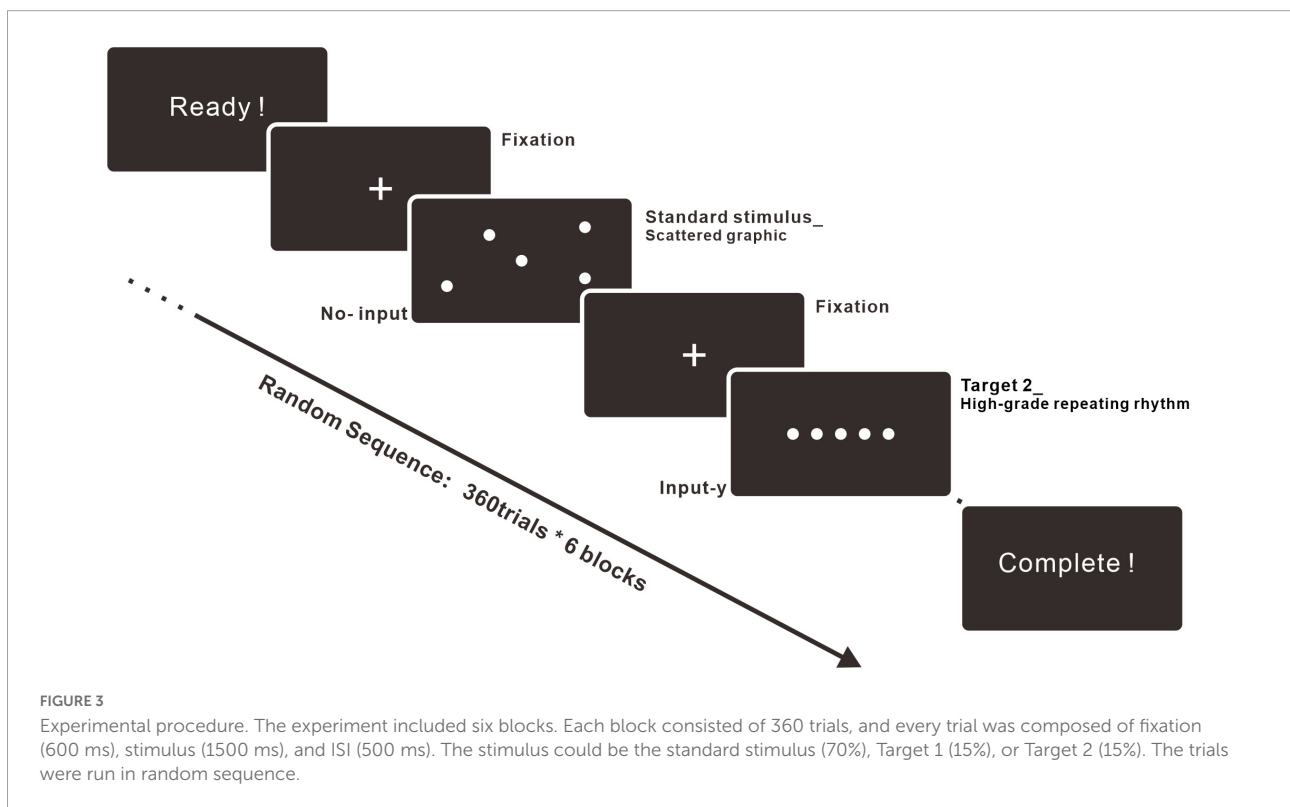 Ready !
Fixation
Standard stimulus_
Scattered graphic
No- input
Fixation
Target 2_
High-grade repeating rhythm
Input-y
Random Sequence: 360trials * 6 blocks
Complete !
FIGURE 3
Experimental procedure. The experiment included six blocks. Each block consisted of 360 trials, and every trial was composed of fixation
(600 ms), stimulus (1500 ms), and ISI (500 ms). The stimulus could be the standard stimulus (70%), Target 1 (15%), or Target 2 (15%). The trials
were run in random sequence.